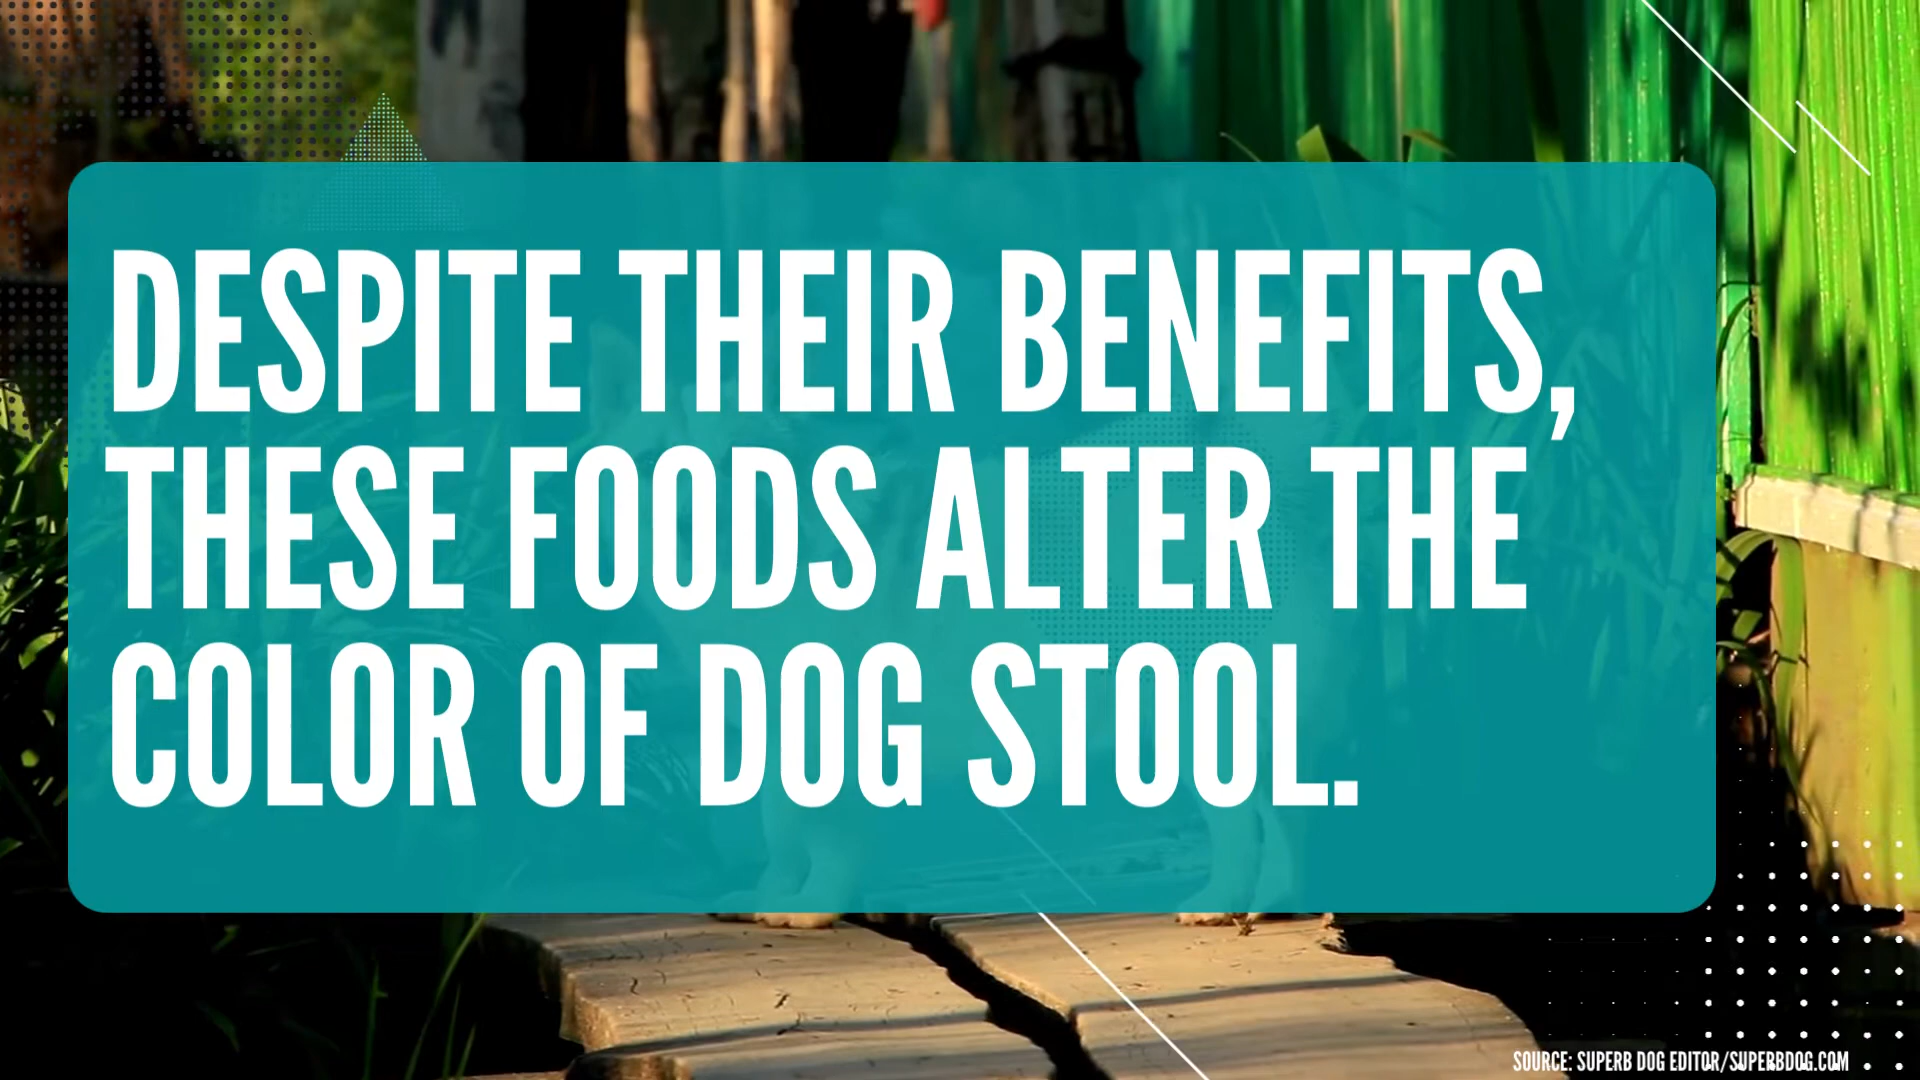 DESPITE THEIR BENEFITS,
THESE FOODS ALTER THE
COLOR OF DOG STOOL.
SOURCE: SUPERB DOG EDITOR/SUPERBDOG.COM